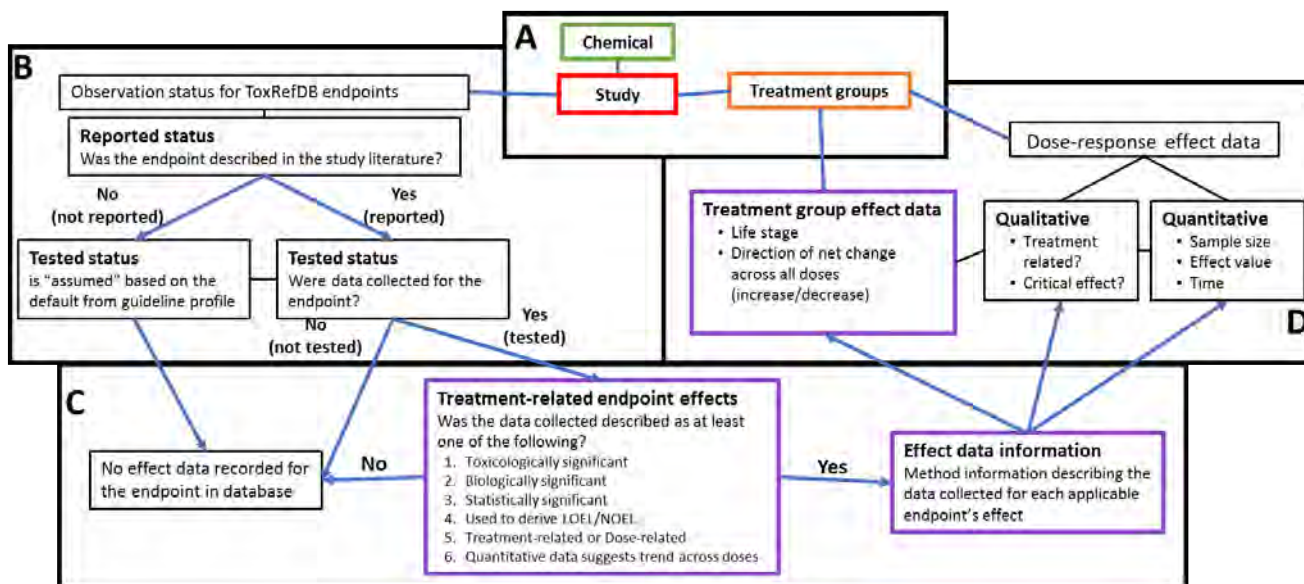 A
Chemical
Study
Treatment groups
B
Observation status for ToxRefDB endpoints
Reported status
Was the endpoint described in the study literature?
No
(not reported)
Yes
(reported)
Tested status
is “assumed” based on the
default from guideline profile
Tested status
Were data collected for the
endpoint?
No
(not tested)
Yes
(tested)
Dose-response effect data
Treatment group effect data
• Life stage
• Direction of net change
across all doses
(increase/decrease)
Qualitative
• Treatment
related?
• Critical effect?
Quantitative
• Sample size
• Effect value
• Time
D
C
No effect data recorded for
the endpoint in database
No
Treatment-related endpoint effects
Was the data collected described as at least
one of the following?
1. Toxicologically significant
2. Biologically significant
3. Statistically significant
4. Used to derive LOEL/NOEL
5. Treatment-related or Dose-related
6. Quantitative data suggests trend across doses
Yes
Effect data information
Method information describing the
data collected for each applicable
endpoint’s effect